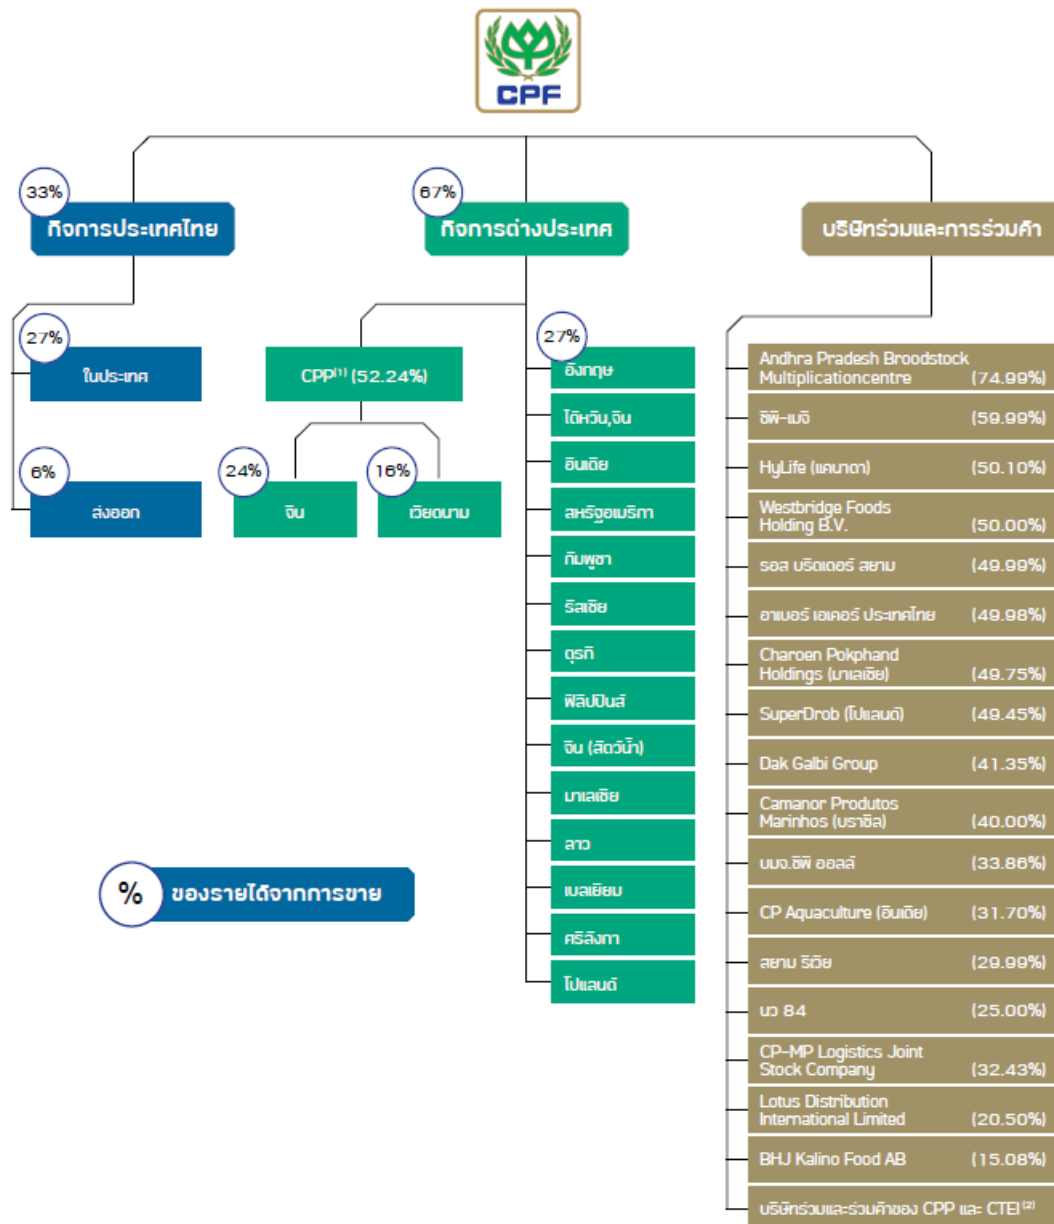 CPF
33%
กิจการประเทศไทย
67%
กิจการต่างประเทศ
บริษัทร่วมและการร่วมค้า
27%
ในประเทศ
6%
ส่งออก
CPP⁽¹⁾ (52.24%)
24%
จีน
16%
เวียดนาม
27%
อังกฤษ
ไต้หวัน,จีน
อินเดีย
สหรัฐอเมริกา
กัมพูชา
รัสเซีย
ตุรกี
ฟิลิปปินส์
จีน (สัตว์น้ำ)
มาเลเซีย
ลาว
เบลเยียม
ศรีลังกา
โปแลนด์
Andhra Pradesh Broodstock
Multiplicationcentre (74.99%)
ซีพี-เมจิ (59.99%)
HyLife (แคนาดา) (50.10%)
Westbridge Foods
Holding B.V. (50.00%)
รอส บรีดเดอร์ สยาม (49.99%)
อาเบอร์ เอเคอร์ ประเทศไทย (49.98%)
Charoen Pokphand
Holdings (มาเลเซีย) (49.75%)
SuperDrob (โปแลนด์) (49.45%)
Dak Galbi Group (41.35%)
Camanor Produtos
Marinhos (บราซิล) (40.00%)
บมจ.ซีพี ออลล์ (33.86%)
CP Aquaculture (อินเดีย) (31.70%)
สยาม ริเวีย (29.99%)
นว 84 (25.00%)
CP-MP Logistics Joint
Stock Company (32.43%)
Lotus Distribution
International Limited (20.50%)
BHJ Kalino Food AB (15.08%)
บริษัทร่วมและร่วมค้าของ CPP และ CTEI ⁽²⁾
% ของรายได้จากการขาย